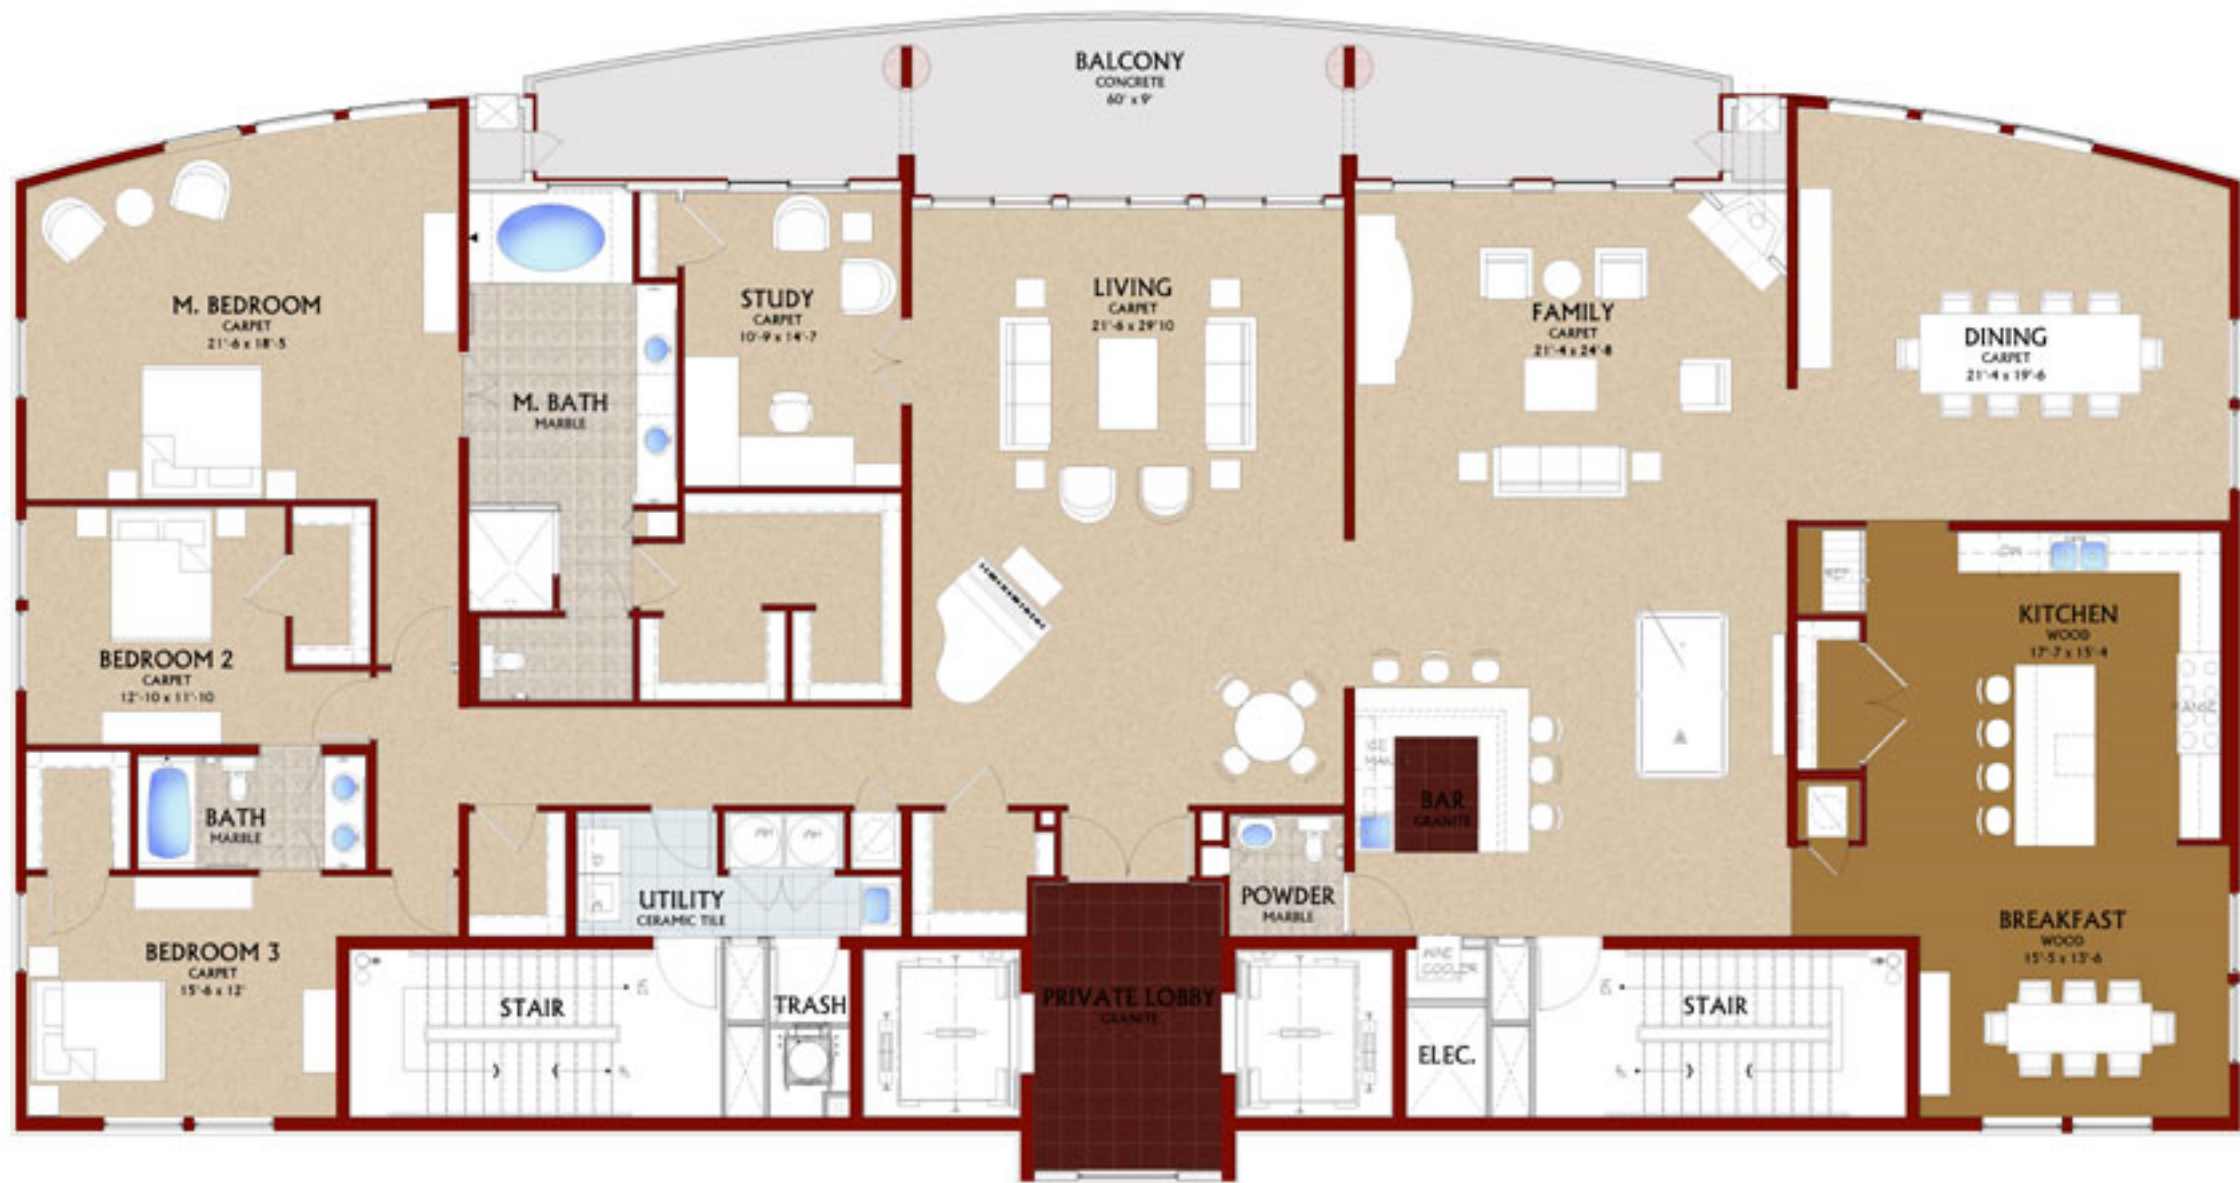 BALCONY
CONCRETE
60' x 9'
M. BEDROOM
CARPET
21'-6 x 18'-5
M. BATH
MARBLE
STUDY
CARPET
10'-9 x 14'-7
LIVING
CARPET
21'-6 x 29'10
FAMILY
CARPET
21'-4 x 24'-8
DINING
CARPET
21'-4 x 19'-6
BEDROOM 2
CARPET
12'-10 x 11'-10
KITCHEN
WOOD
17'-7 x 15'-4
RANGE
BATH
MARBLE
UTILITY
CERAMIC TILE
ICE
BAR
GRANITE
POWDER
MARBLE
BREAKFAST
WOOD
15'-5 x 13'-6
BEDROOM 3
CARPET
15'-6 x 12'
STAIR
TRASH
PRIVATE LOBBY
GRANITE
WINE
COOLER
ELEC.
STAIR